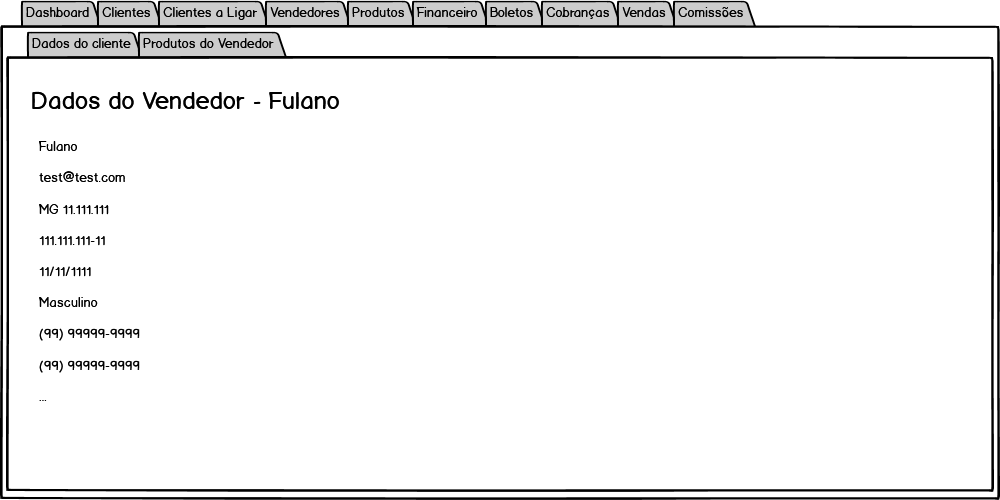 Dashboard Clientes Clientes a Ligar Vendedores Produtos Financeiro Boletos Cobranças Vendas Comissões
Dados do cliente Produtos do Vendedor
Dados do Vendedor - Fulano
Fulano
test@test.com
MG 11.111.111
111.111.111-11
11/11/1111
Masculino
(99) 99999-9999
(99) 99999-9999
...